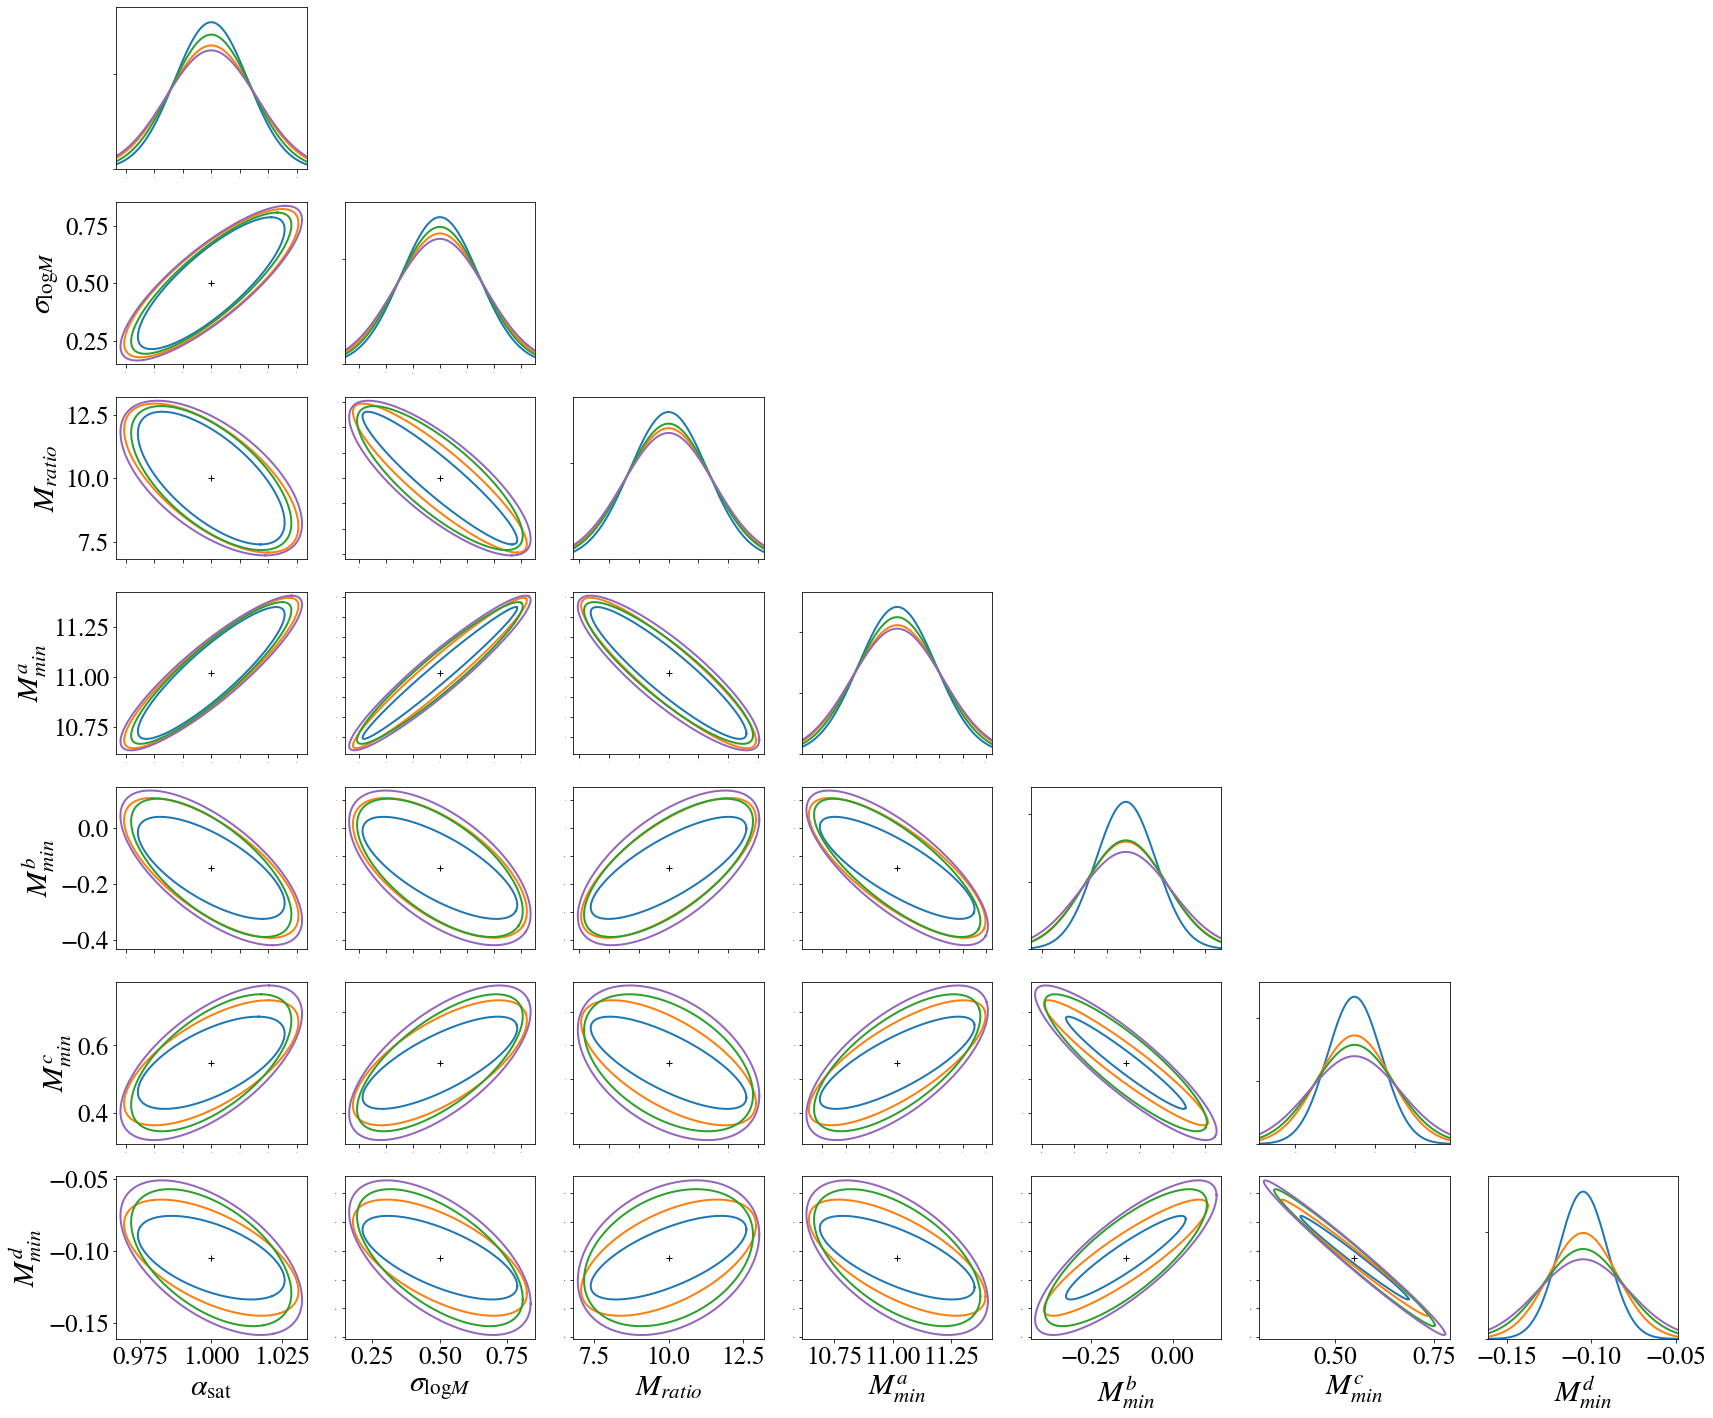 0.75
0.50
0.25
σ_logM
12.5
10.0
7.5
M_ratio
11.25
11.00
10.75
M^a_min
0.0
−0.2
−0.4
M^b_min
0.6
0.4
M^c_min
−0.05
−0.10
−0.15
M^d_min
0.975 1.000 1.025
0.25 0.50 0.75
7.5 10.0 12.5
10.75 11.00 11.25
−0.25 0.00
0.50 0.75
−0.15 −0.10 −0.05
α_sat
σ_logM
M_ratio
M^a_min
M^b_min
M^c_min
M^d_min